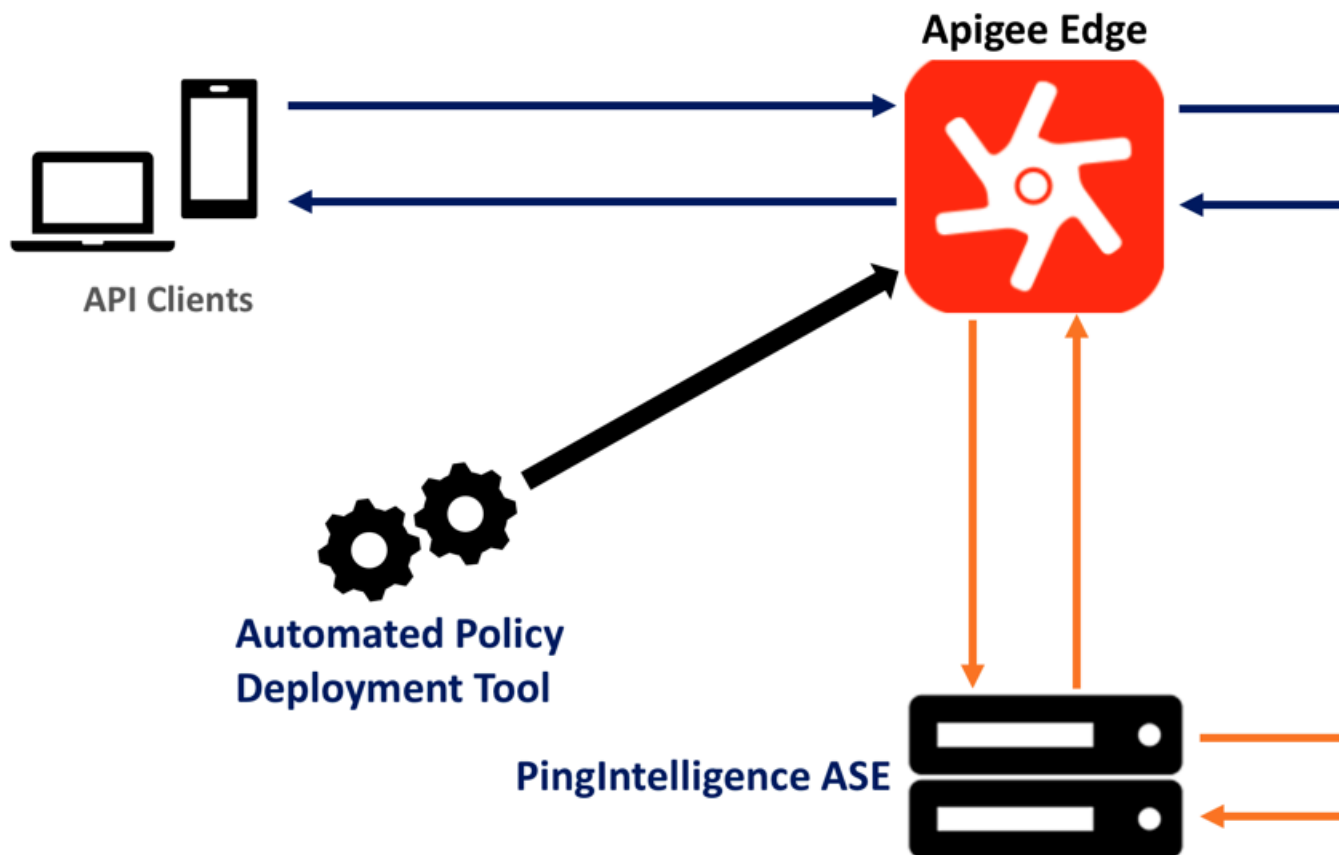 Apigee Edge
API Clients
Automated Policy
Deployment Tool
PingIntelligence ASE